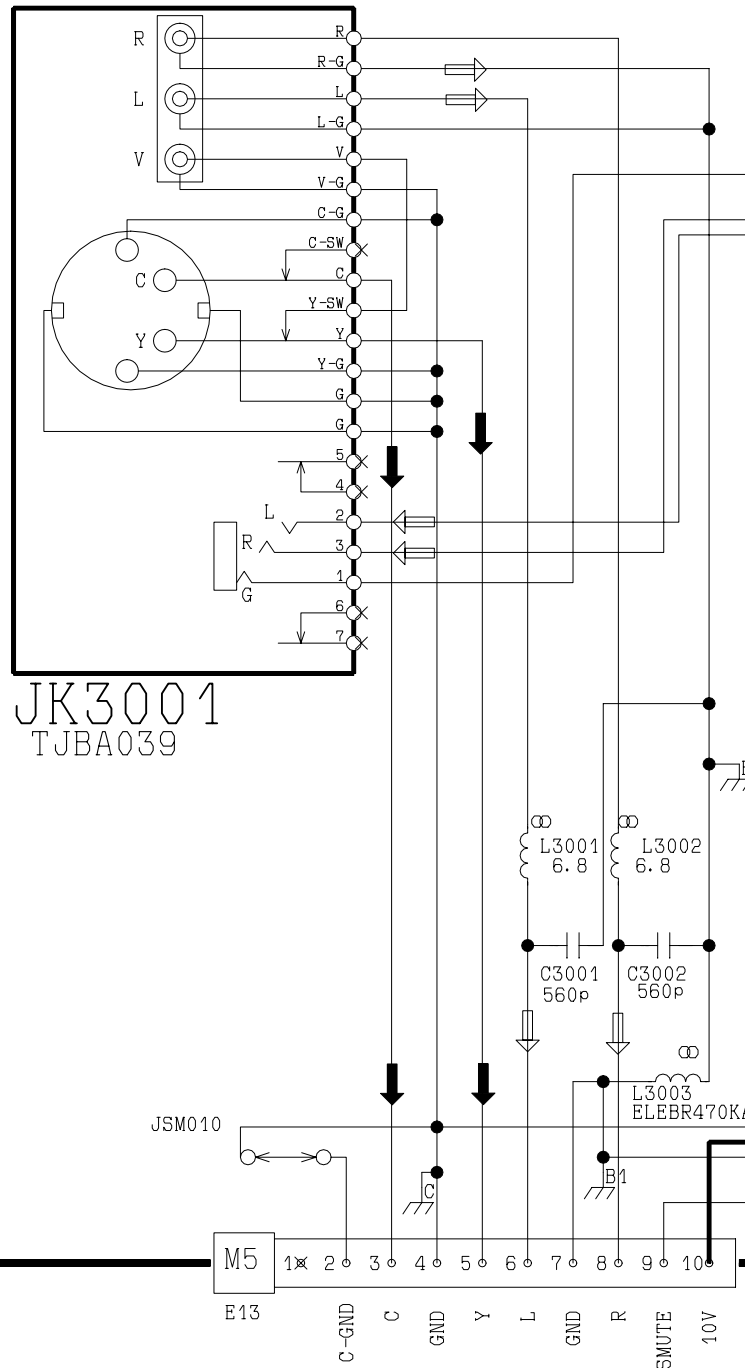 R
R
R-G
L
L
L-G
V
V
V-G
C-G
C-SW
C
C
Y-SW
Y
Y
Y-G
G
G
5
4
L
2
R
3
1
G
6
7
JK3001
TJBA039
L3001
6.8
L3002
6.8
C3001
560p
C3002
560p
L3003
ELEBR470KA
JSM010
C
B1
M5
1
2
3
4
5
6
7
8
9
10
E13
C-GND
C
GND
Y
L
GND
R
SMUTE
10V